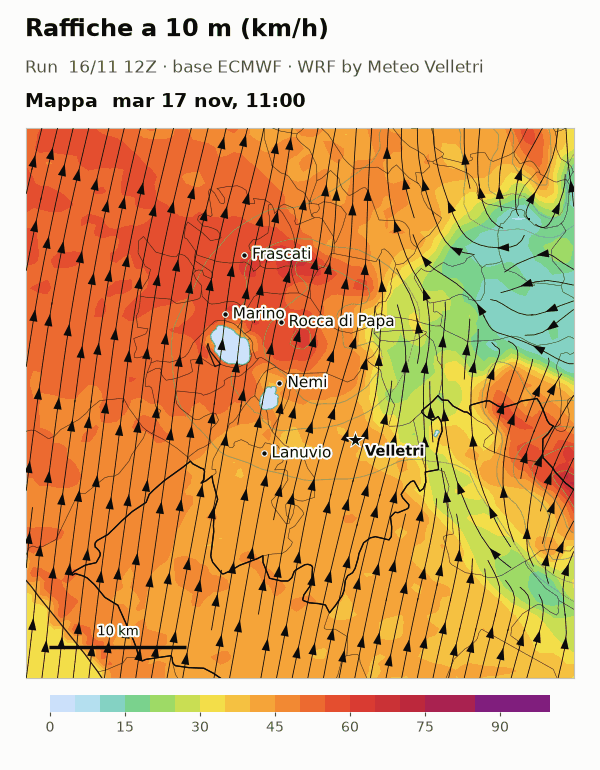 Raffiche a 10 m (km/h)
Run  16/11 12Z · base ECMWF · WRF by Meteo Velletri
Mappa  mar 17 nov, 11:00
Frascati
Marino
Rocca di Papa
Nemi
Velletri
Lanuvio
10 km
0 15 30 45 60 75 90